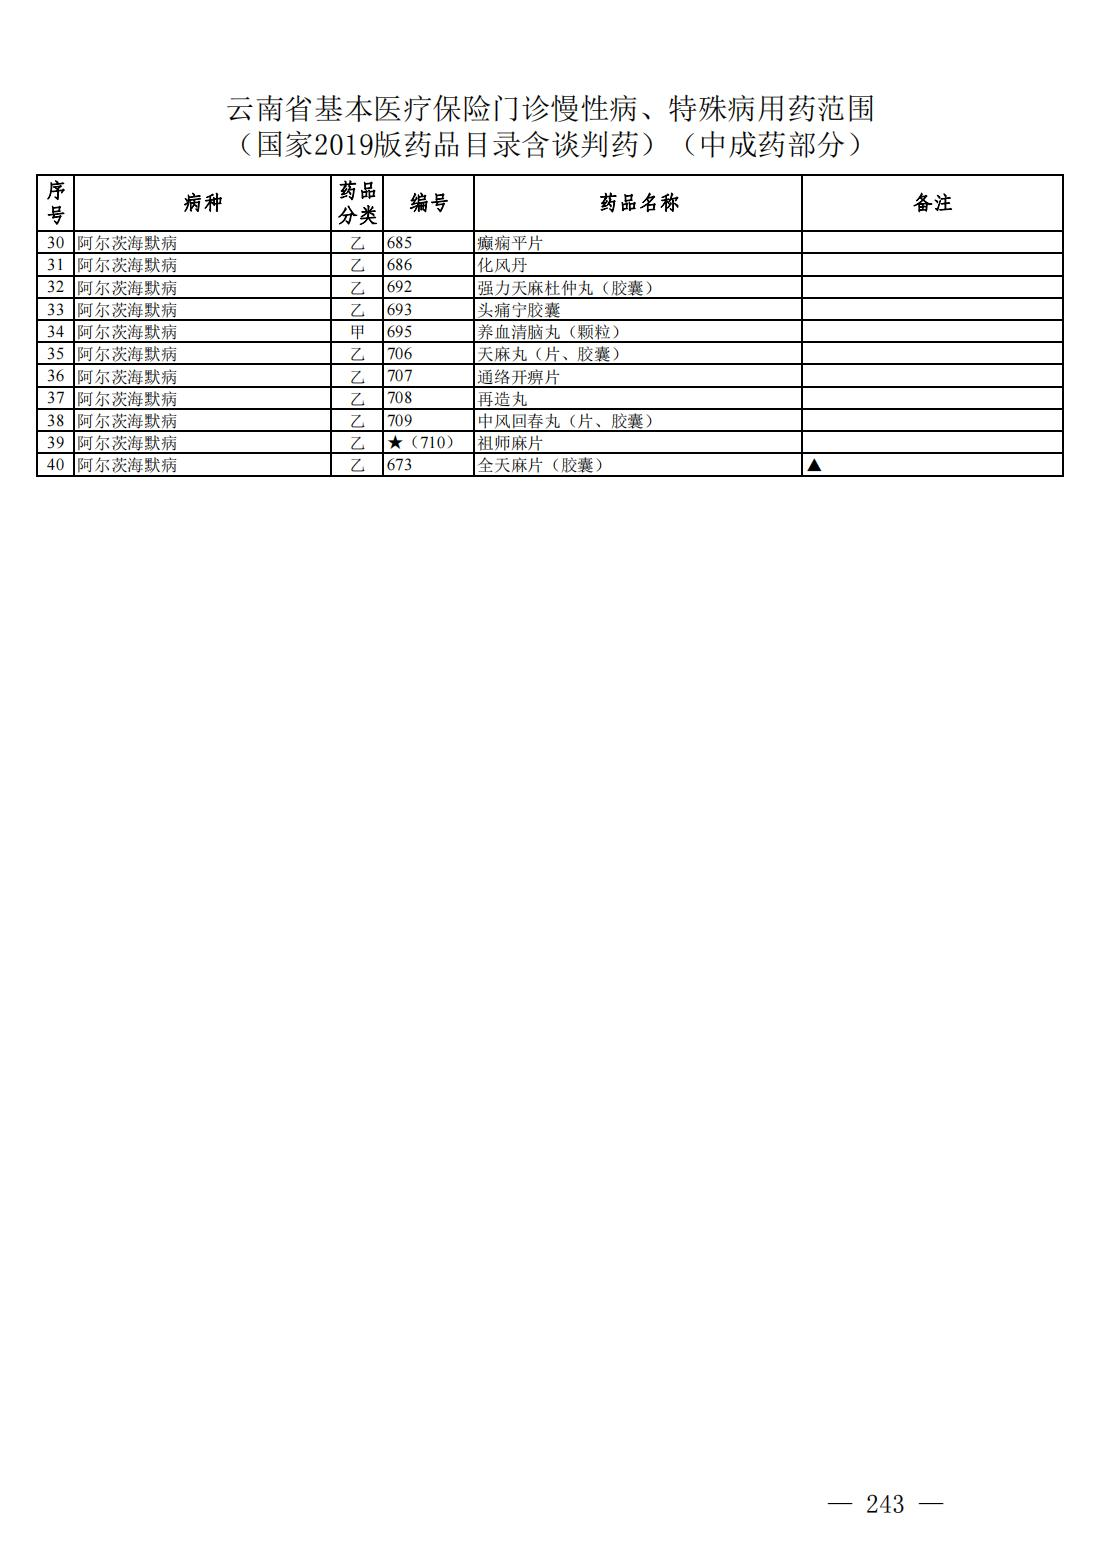 云南省基本医疗保险门诊慢性病、特殊病用药范围
（国家2019版药品目录含谈判药）（中成药部分）
序号 病种 药品分类 编号 药品名称 备注
30 阿尔茨海默病 乙 685 癫痫平片
31 阿尔茨海默病 乙 686 化风丹
32 阿尔茨海默病 乙 692 强力天麻杜仲丸（胶囊）
33 阿尔茨海默病 乙 693 头痛宁胶囊
34 阿尔茨海默病 甲 695 养血清脑丸（颗粒）
35 阿尔茨海默病 乙 706 天麻丸（片、胶囊）
36 阿尔茨海默病 乙 707 通络开痹片
37 阿尔茨海默病 乙 708 再造丸
38 阿尔茨海默病 乙 709 中风回春丸（片、胶囊）
39 阿尔茨海默病 乙 ★（710） 祖师麻片
40 阿尔茨海默病 乙 673 全天麻片（胶囊） ▲
— 243 —